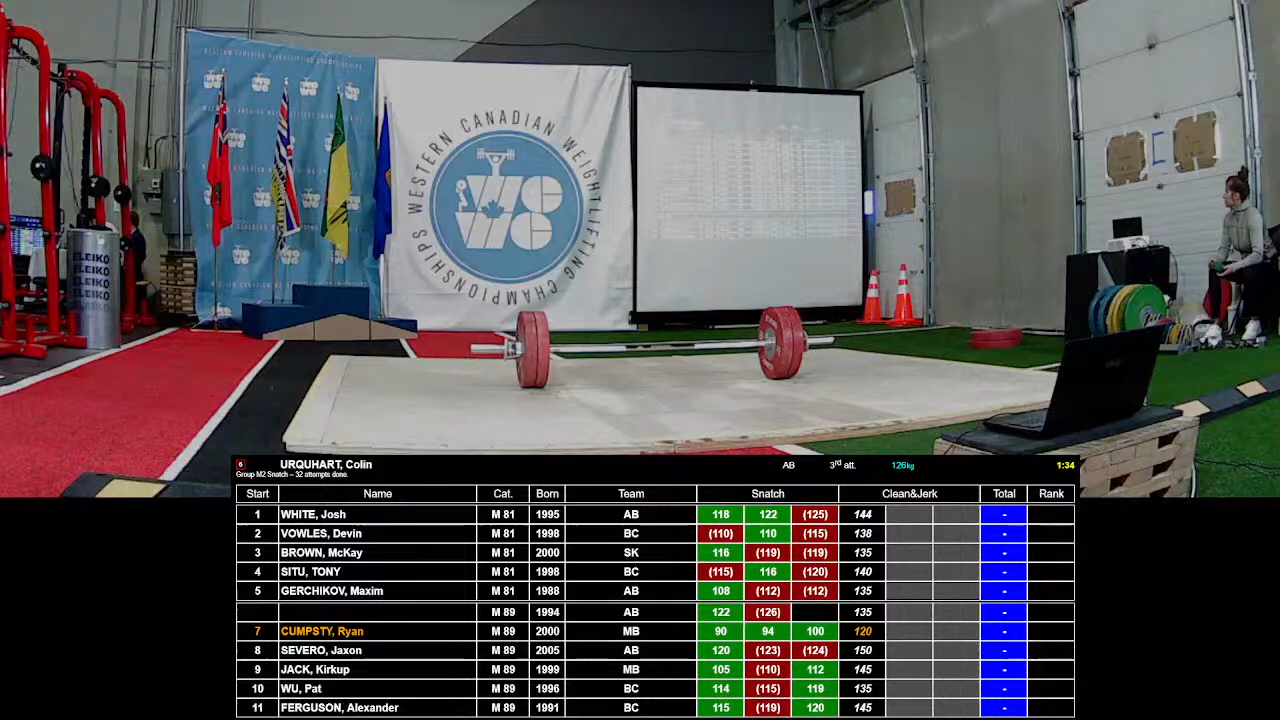 WESTERN CANADIAN WEIGHTLIFTING CHAMPIONSHIPS
WC
WC
ELEIKO
ELEIKO
ELEIKO
ELEIKO
6 URQUHART, Colin AB 3rd att. 126kg 1:34
Group M2 Snatch – 32 attempts done.
Start Name Cat. Born Team Snatch Clean&Jerk Total Rank
1 WHITE, Josh M 81 1995 AB 118 122 (125) 144 -
2 VOWLES, Devin M 81 1998 BC (110) 110 (115) 138 -
3 BROWN, McKay M 81 2000 SK 116 (119) (119) 135 -
4 SITU, TONY M 81 1998 BC (115) 116 (120) 140 -
5 GERCHIKOV, Maxim M 81 1988 AB 108 (112) (112) 135 -
M 89 1994 AB 122 (126) 135 -
7 CUMPSTY, Ryan M 89 2000 MB 90 94 100 120 -
8 SEVERO, Jaxon M 89 2005 AB 120 (123) (124) 150 -
9 JACK, Kirkup M 89 1999 MB 105 (110) 112 145 -
10 WU, Pat M 89 1996 BC 114 (115) 119 135 -
11 FERGUSON, Alexander M 89 1991 BC 115 (119) 120 145 -